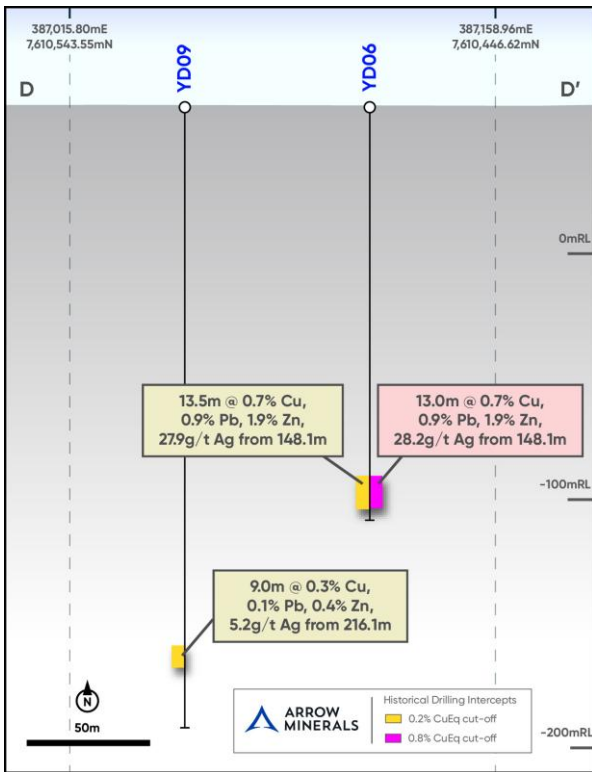 387,015.80mE
7,610,543.55mN
387,158.96mE
7,610,446.62mN
YD09
YD06
D
D'
0mRL
13.5m @ 0.7% Cu,
0.9% Pb, 1.9% Zn,
27.9g/t Ag from 148.1m
13.0m @ 0.7% Cu,
0.9% Pb, 1.9% Zn,
28.2g/t Ag from 148.1m
-100mRL
9.0m @ 0.3% Cu,
0.1% Pb, 0.4% Zn,
5.2g/t Ag from 216.1m
N
50m
ARROW
MINERALS
Historical Drilling Intercepts
0.2% CuEq cut-off
0.8% CuEq cut-off
-200mRL